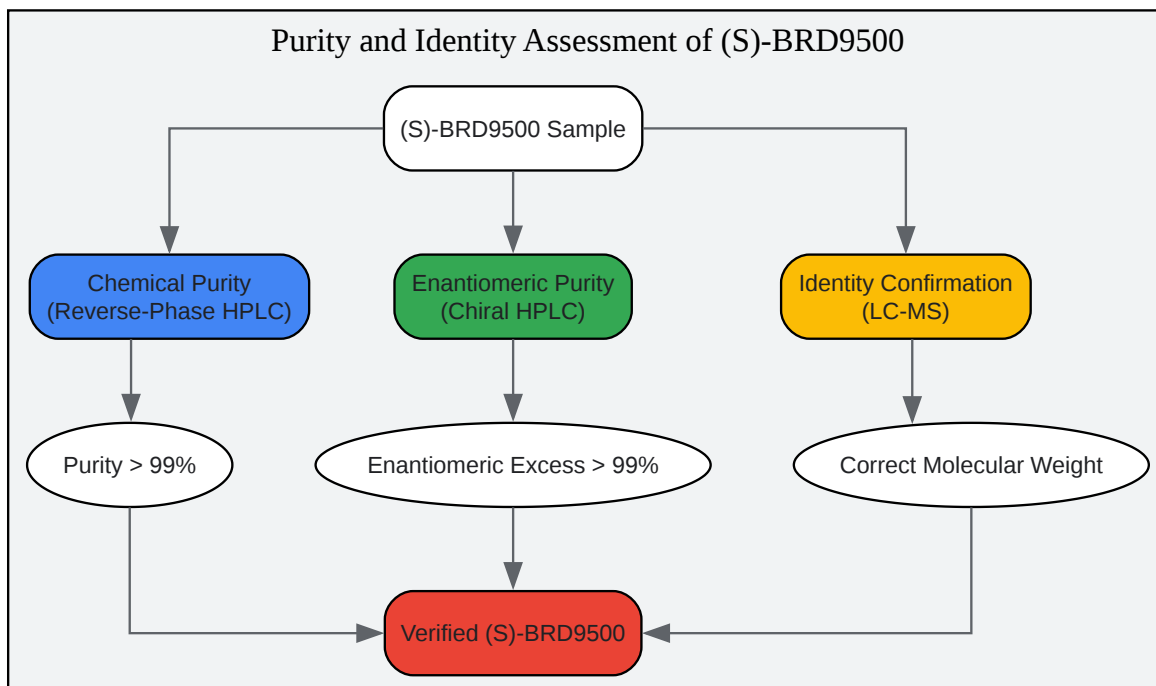 Purity and Identity Assessment of (S)-BRD9500
(S)-BRD9500 Sample
Chemical Purity
(Reverse-Phase HPLC)
Enantiomeric Purity
(Chiral HPLC)
Identity Confirmation
(LC-MS)
Purity > 99%
Enantiomeric Excess > 99%
Correct Molecular Weight
Verified (S)-BRD9500